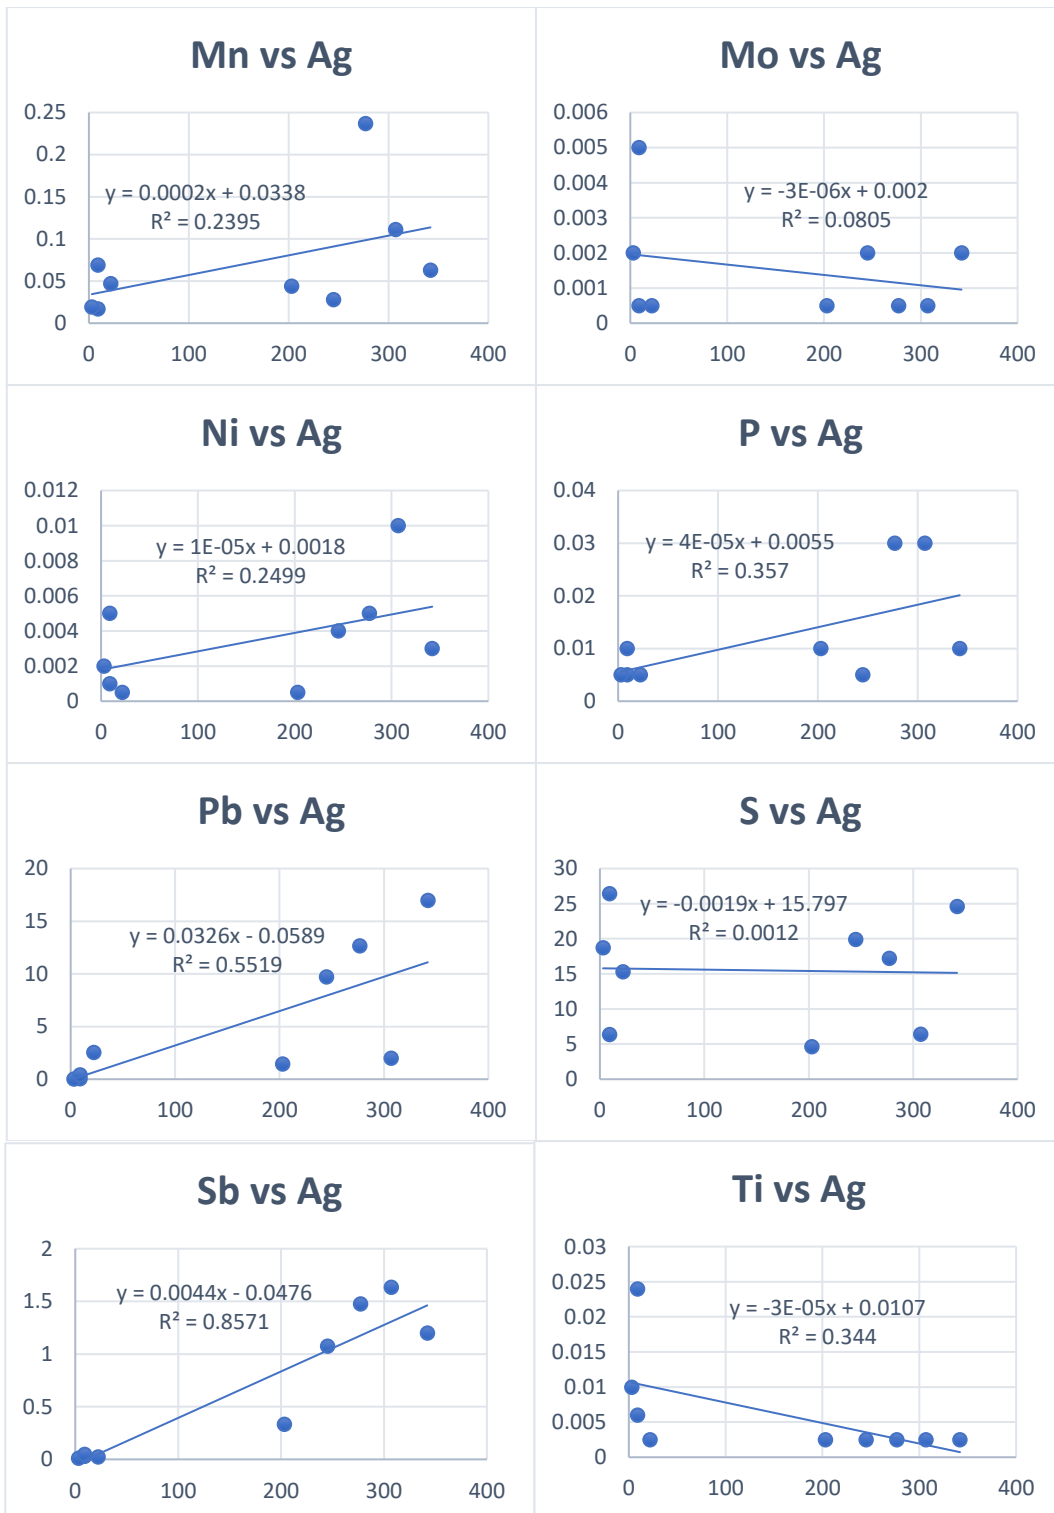 Mn vs Ag
0.25
0.2
0.15
0.1
0.05
0
y = 0.0002x + 0.0338
R² = 0.2395
0 100 200 300 400
Mo vs Ag
0.006
0.005
0.004
0.003
0.002
0.001
0
y = -3E-06x + 0.002
R² = 0.0805
0 100 200 300 400
Ni vs Ag
0.012
0.01
0.008
0.006
0.004
0.002
0
y = 1E-05x + 0.0018
R² = 0.2499
0 100 200 300 400
P vs Ag
0.04
0.03
0.02
0.01
0
y = 4E-05x + 0.0055
R² = 0.357
0 100 200 300 400
Pb vs Ag
20
15
10
5
0
y = 0.0326x - 0.0589
R² = 0.5519
0 100 200 300 400
S vs Ag
30
25
20
15
10
5
0
y = -0.0019x + 15.797
R² = 0.0012
0 100 200 300 400
Sb vs Ag
2
1.5
1
0.5
0
y = 0.0044x - 0.0476
R² = 0.8571
0 100 200 300 400
Ti vs Ag
0.03
0.025
0.02
0.015
0.01
0.005
0
y = -3E-05x + 0.0107
R² = 0.344
0 100 200 300 400